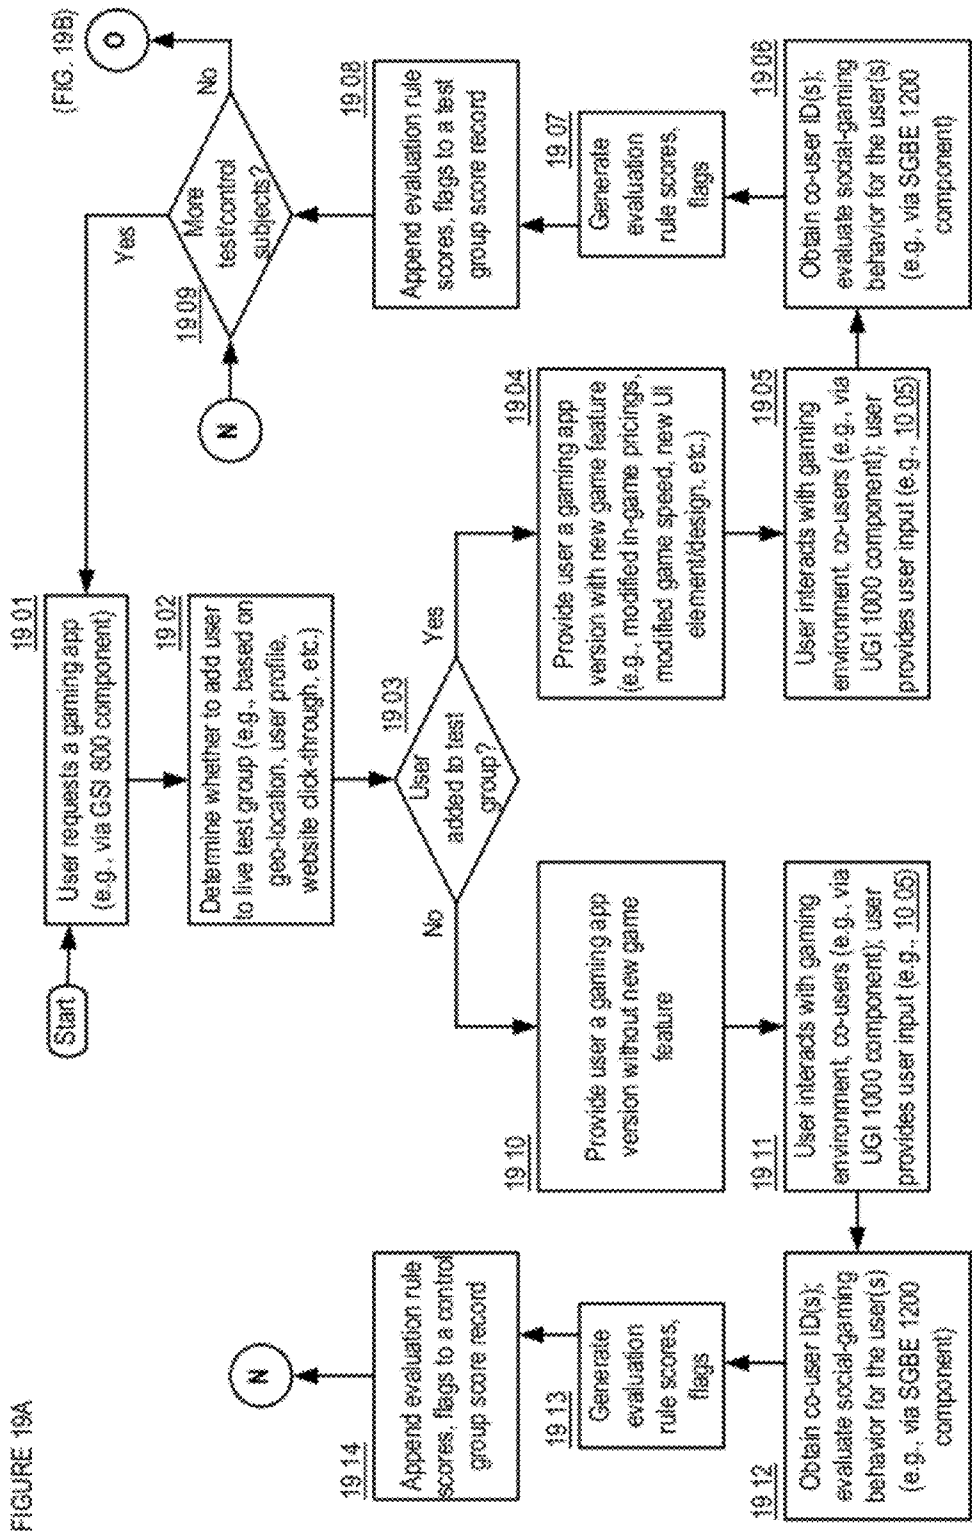 FIGURE 19A
Start
19 01
User requests a gaming app
(e.g., via GSI 800 component)
19 02
Determine whether to add user
to live test group (e.g., based on
geo-location, user profile,
website click-through, etc.)
19 03
User
added to test
group?
Yes
No
19 04
Provide user a gaming app
version with new game feature
(e.g., modified in-game pricings,
modified game speed, new UI
element/design, etc.)
19 05
User interacts with gaming
environment, co-users (e.g., via
UGI 1000 component); user
provides user input (e.g., 10 05)
19 06
Obtain co-user ID(s);
evaluate social-gaming
behavior for the user(s)
(e.g., via SGBE 1200
component)
19 07
Generate
evaluation
rule scores,
flags
19 08
Append evaluation rule
scores, flags to a test
group score record
19 09
More
test/control
subjects?
Yes
No
N
O
(FIG. 19B)
19 10
Provide user a gaming app
version without new game
feature
19 11
User interacts with gaming
environment, co-users (e.g., via
UGI 1000 component); user
provides user input (e.g., 10 05)
19 12
Obtain co-user ID(s);
evaluate social-gaming
behavior for the user(s)
(e.g., via SGBE 1200
component)
19 13
Generate
evaluation
rule scores,
flags
19 14
Append evaluation rule
scores, flags to a control
group score record
N